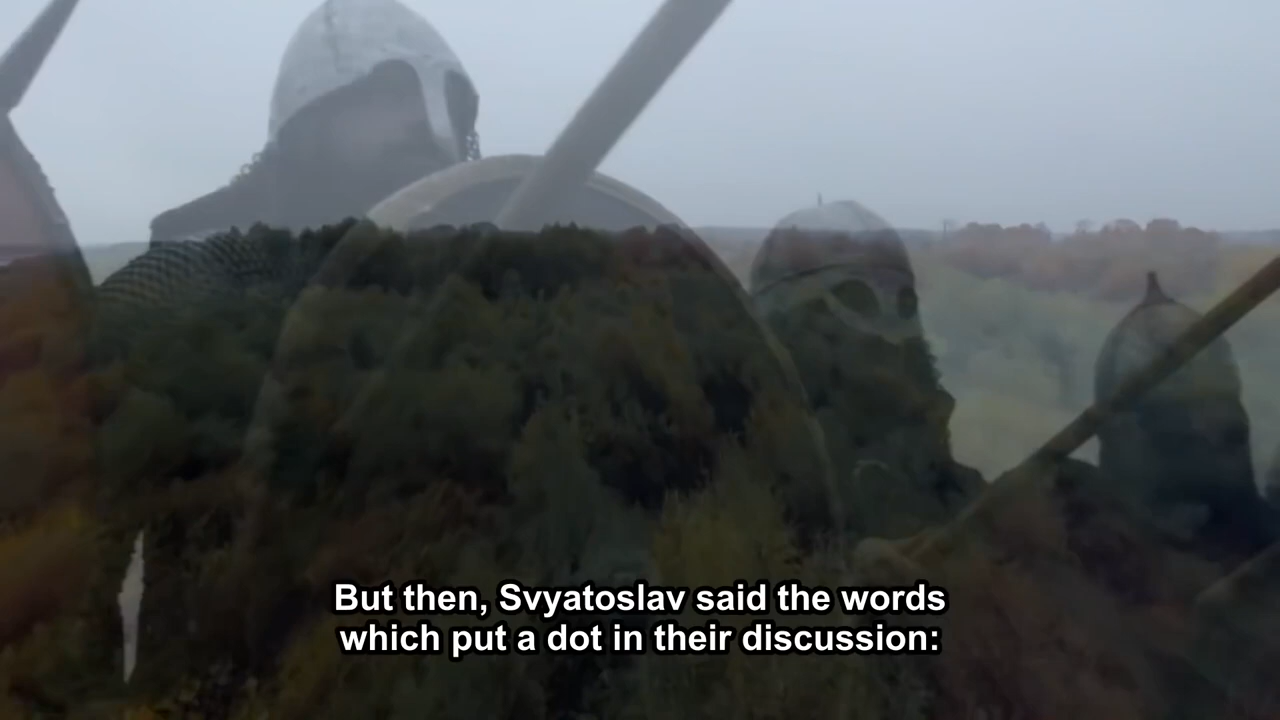 But then, Svyatoslav said the words
which put a dot in their discussion: